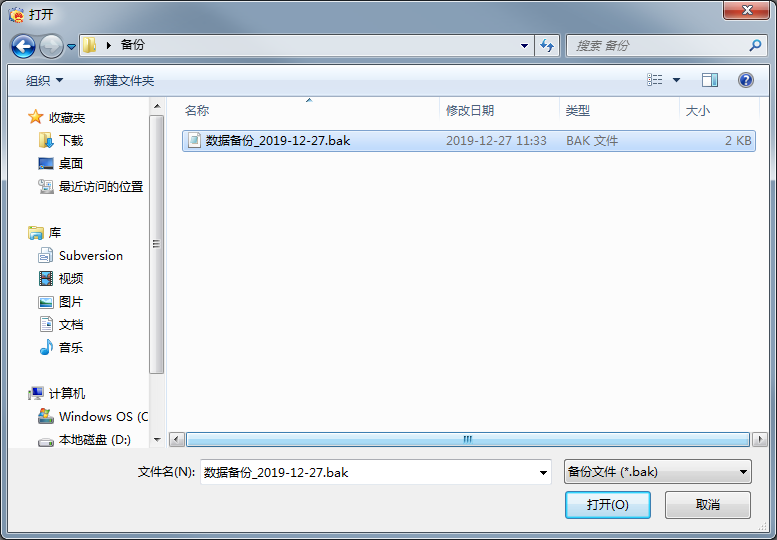 打开
备份
搜索 备份
组织 新建文件夹
名称 修改日期 类型 大小
数据备份_2019-12-27.bak 2019-12-27 11:33 BAK 文件 2 KB
收藏夹
下载
桌面
最近访问的位置
库
Subversion
视频
图片
文档
音乐
计算机
Windows OS (C
本地磁盘 (D:)
文件名(N): 数据备份_2019-12-27.bak 备份文件 (*.bak)
打开(O) 取消